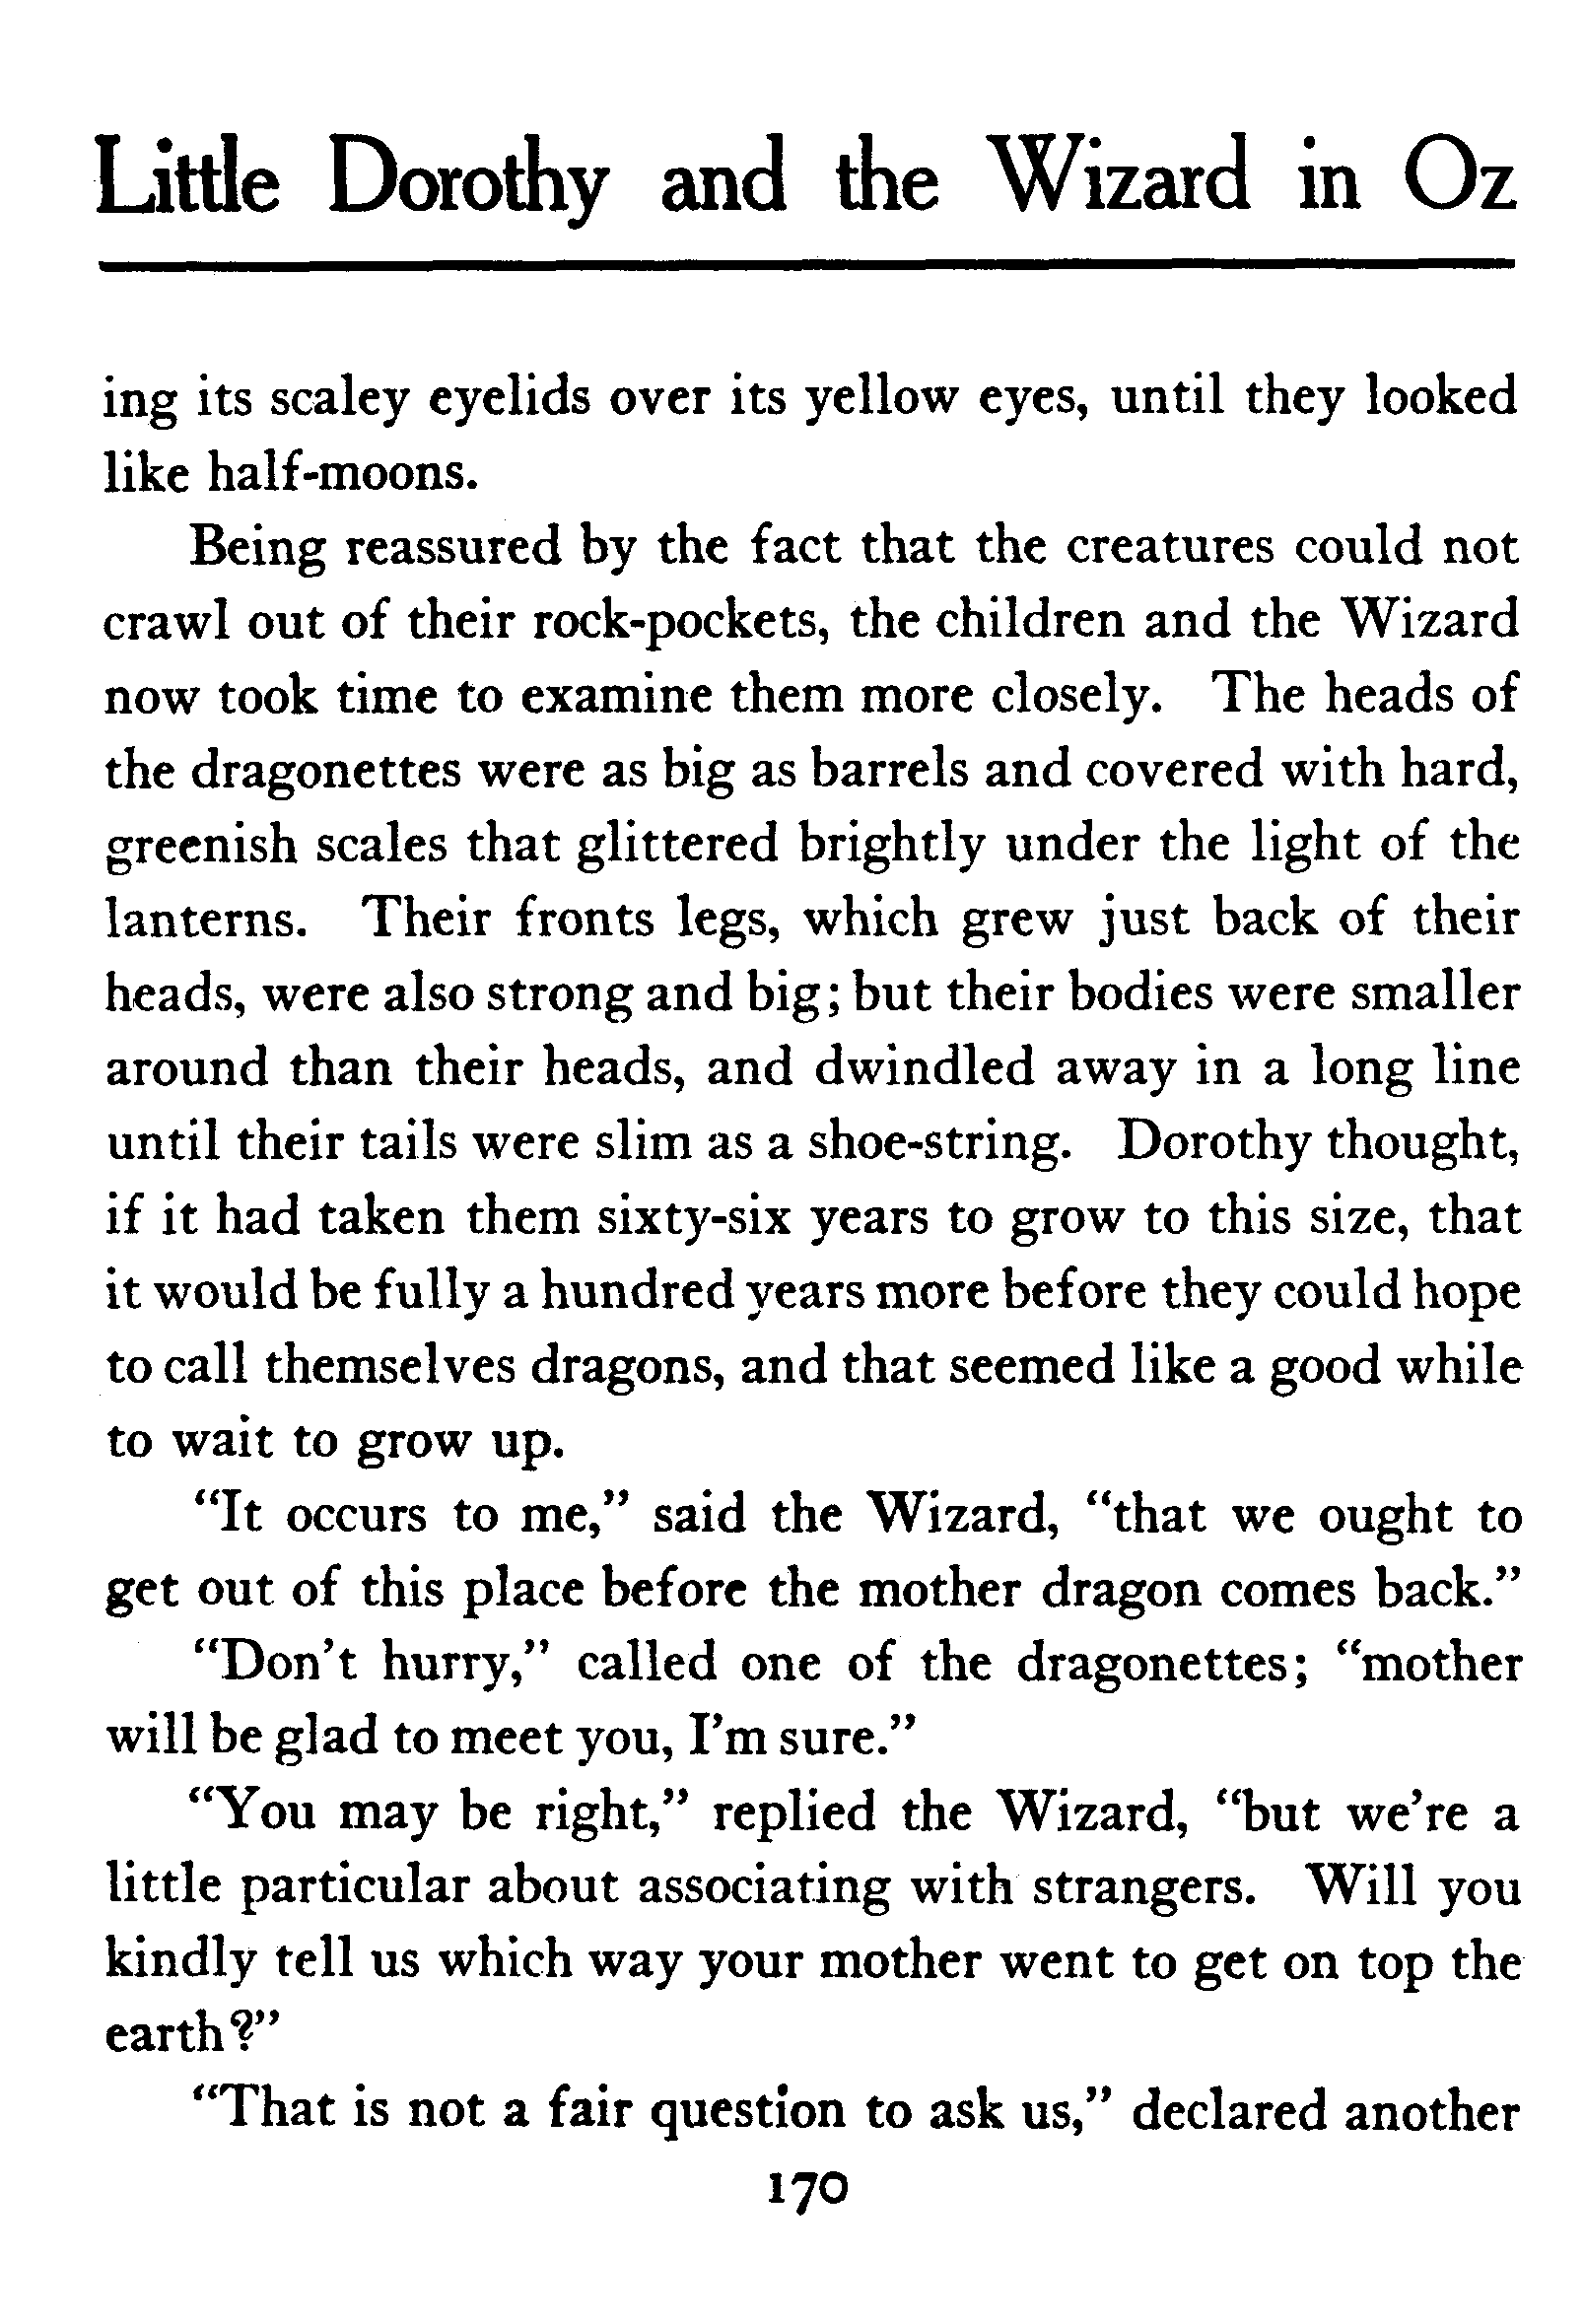 Little Dorothy and the Wizard in Oz
ing its scaley eyelids over its yellow eyes, until they looked
like half-moons.
Being reassured by the fact that the creatures could not
crawl out of their rock-pockets, the children and the Wizard
now took time to examine them more closely. The heads of
the dragonettes were as big as barrels and covered with hard,
greenish scales that glittered brightly under the light of the
lanterns. Their fronts legs, which grew just back of their
heads, were also strong and big; but their bodies were smaller
around than their heads, and dwindled away in a long line
until their tails were slim as a shoe-string. Dorothy thought,
if it had taken them sixty-six years to grow to this size, that
it would be fully a hundred years more before they could hope
to call themselves dragons, and that seemed like a good while
to wait to grow up.
"It occurs to me," said the Wizard, "that we ought to
get out of this place before the mother dragon comes back."
"Don't hurry," called one of the dragonettes; "mother
will be glad to meet you, I'm sure."
"You may be right," replied the Wizard, "but we're a
little particular about associating with strangers. Will you
kindly tell us which way your mother went to get on top the
earth?"
"That is not a fair question to ask us," declared another
170